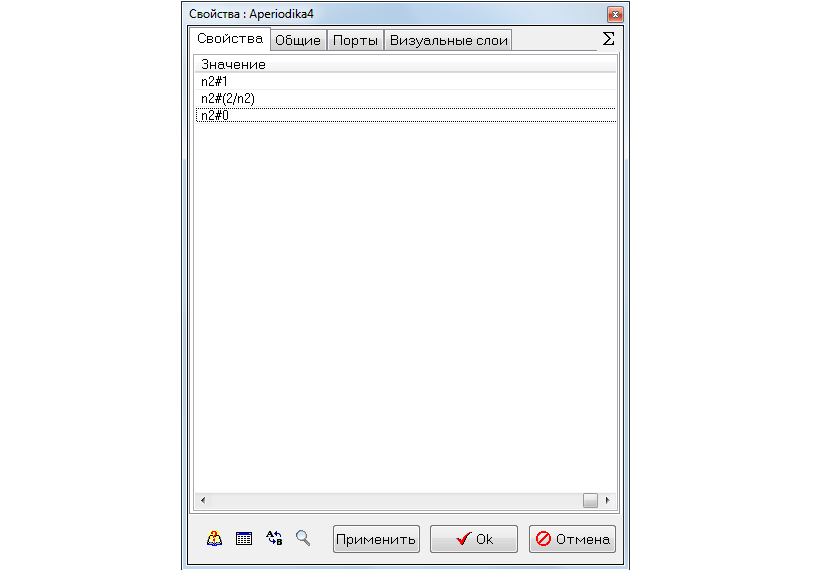 Свойства : Aperiodika4
Свойства Общие Порты Визуальные слои Σ
Значение
n2#1
n2#(2/n2)
n2#0
Применить Ok Отмена